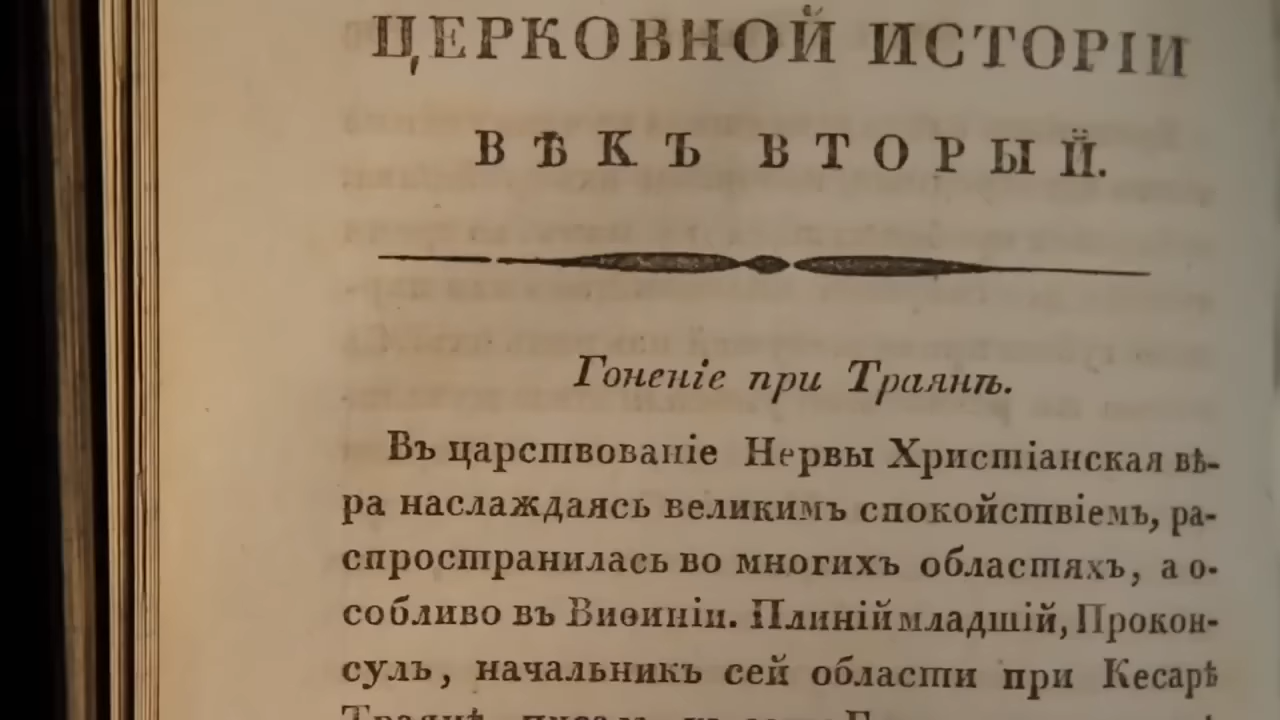 ЦЕРКОВНОЙ ИСТОРІИ
ВѢКЪ ВТОРЫЙ.
Гоненіе при Траянѣ.
Въ царствованіе Нервы Христіанская вѣ-
ра наслаждаясь великимъ спокойствіемъ, ра-
спространилась во многихъ областяхъ, а о-
собливо въ Виѳиніи. Плиній младшій, Прокон-
сулъ, начальникъ сей области при Кесарѣ
Траянѣ